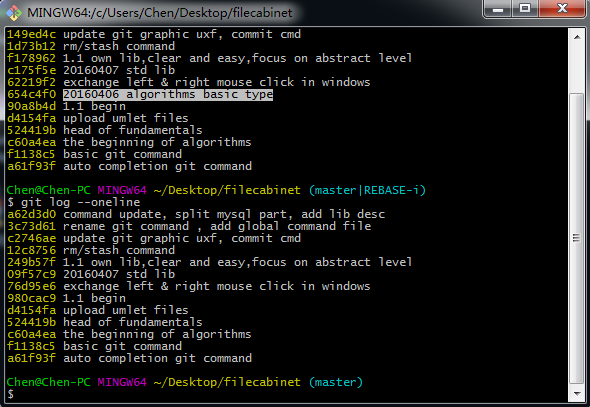 MINGW64:/c/Users/Chen/Desktop/filecabinet
149ed4c update git graphic uxf, commit cmd
1d73b12 rm/stash command
f178962 1.1 own lib,clear and easy,focus on abstract level
c175f5e 20160407 std lib
62219f2 exchange left & right mouse click in windows
654c4f0 20160406 algorithms basic type
90a8b4d 1.1 begin
d4154fa upload umlet files
524419b head of fundamentals
c60a4ea the beginning of algorithms
f1138c5 basic git command
a61f93f auto completion git command
Chen@Chen-PC MINGW64 ~/Desktop/filecabinet (master|REBASE-i)
$ git log --oneline
a62d3d0 command update, split mysql part, add lib desc
3c73d61 rename git command , add global command file
c2746ae update git graphic uxf, commit cmd
12c8756 rm/stash command
249b57f 1.1 own lib,clear and easy,focus on abstract level
09f57c9 20160407 std lib
76d95e6 exchange left & right mouse click in windows
980cac9 1.1 begin
d4154fa upload umlet files
524419b head of fundamentals
c60a4ea the beginning of algorithms
f1138c5 basic git command
a61f93f auto completion git command
Chen@Chen-PC MINGW64 ~/Desktop/filecabinet (master)
$